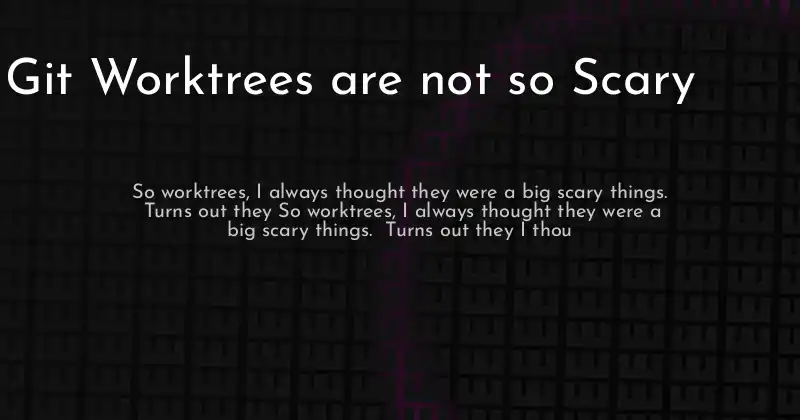 Git Worktrees are not so Scary
So worktrees, I always thought they were a big scary things.
Turns out they So worktrees, I always thought they were a
big scary things.  Turns out they I thou